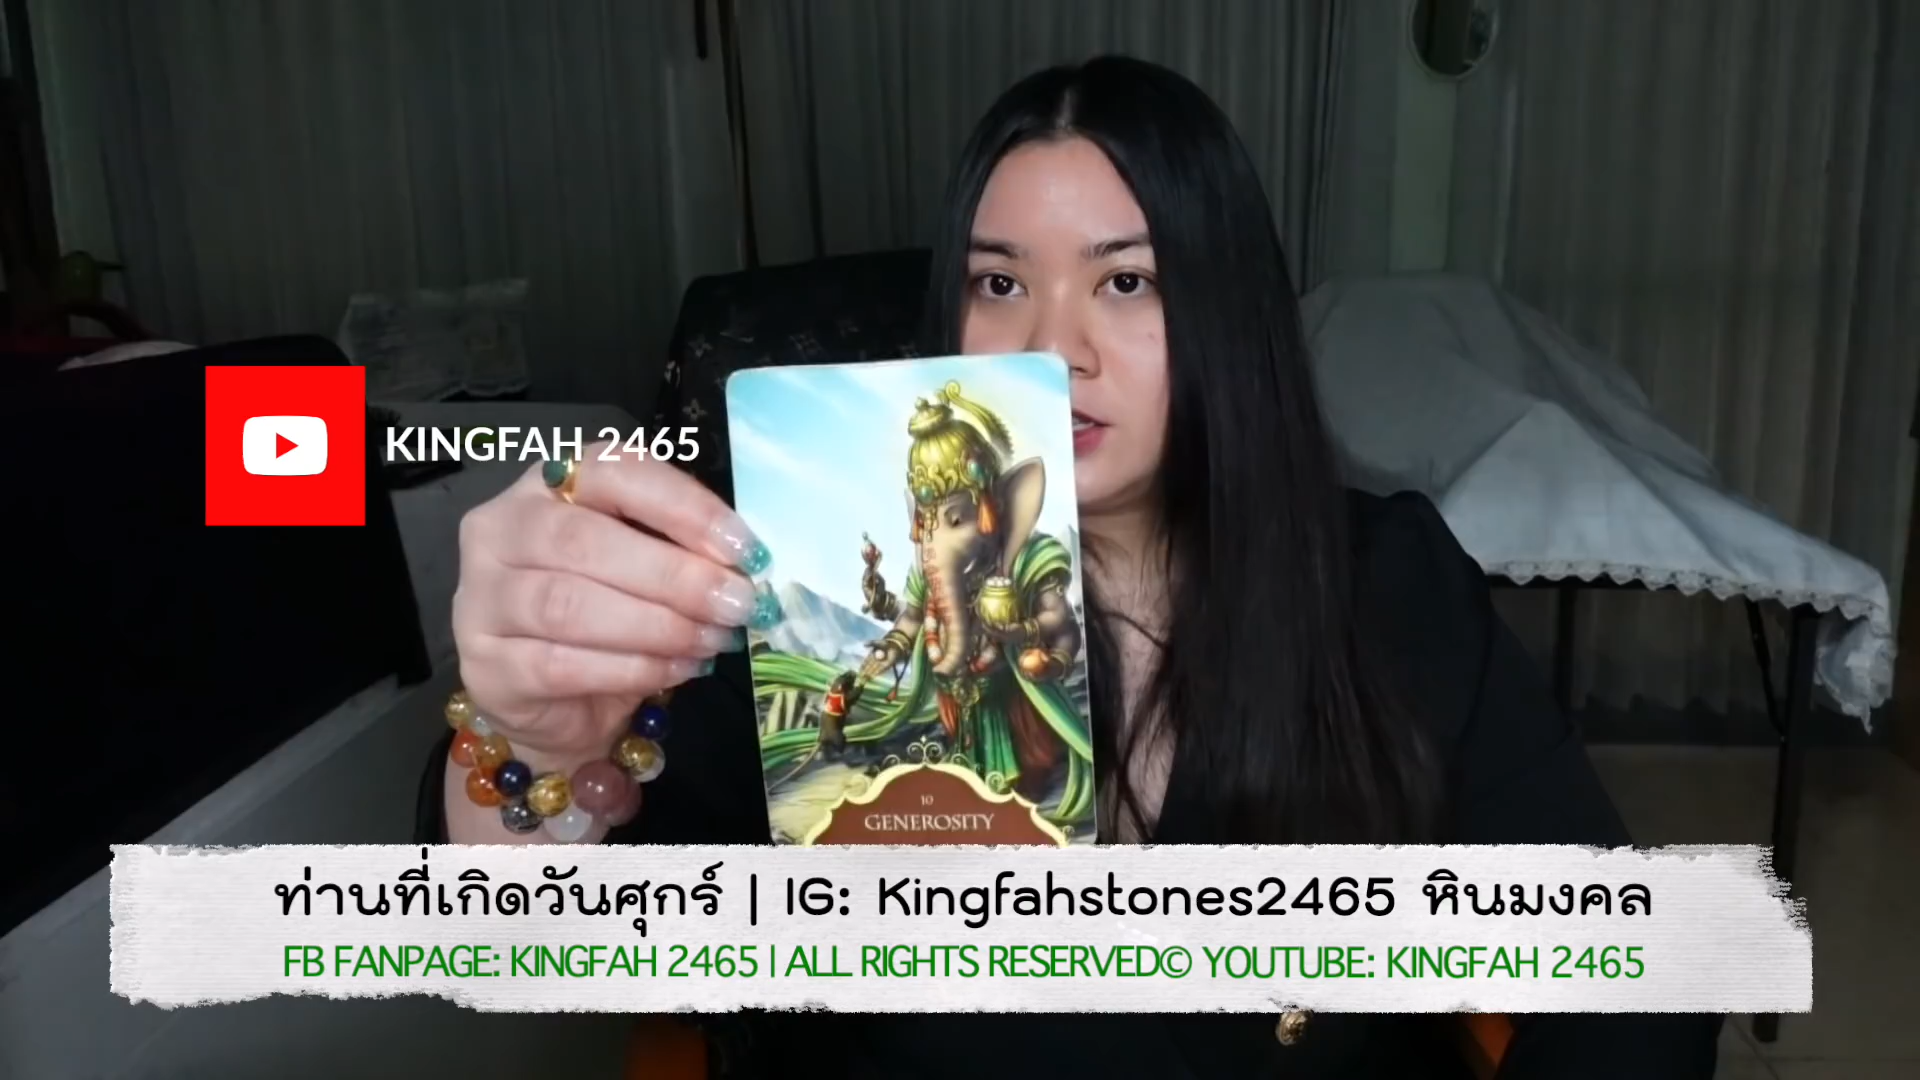 KINGFAH 2465
10
GENEROSITY
ท่านที่เกิดวันศุกร์ | IG: Kingfahstones2465 หินมงคล
FB FANPAGE: KINGFAH 2465 | ALL RIGHTS RESERVED© YOUTUBE: KINGFAH 2465